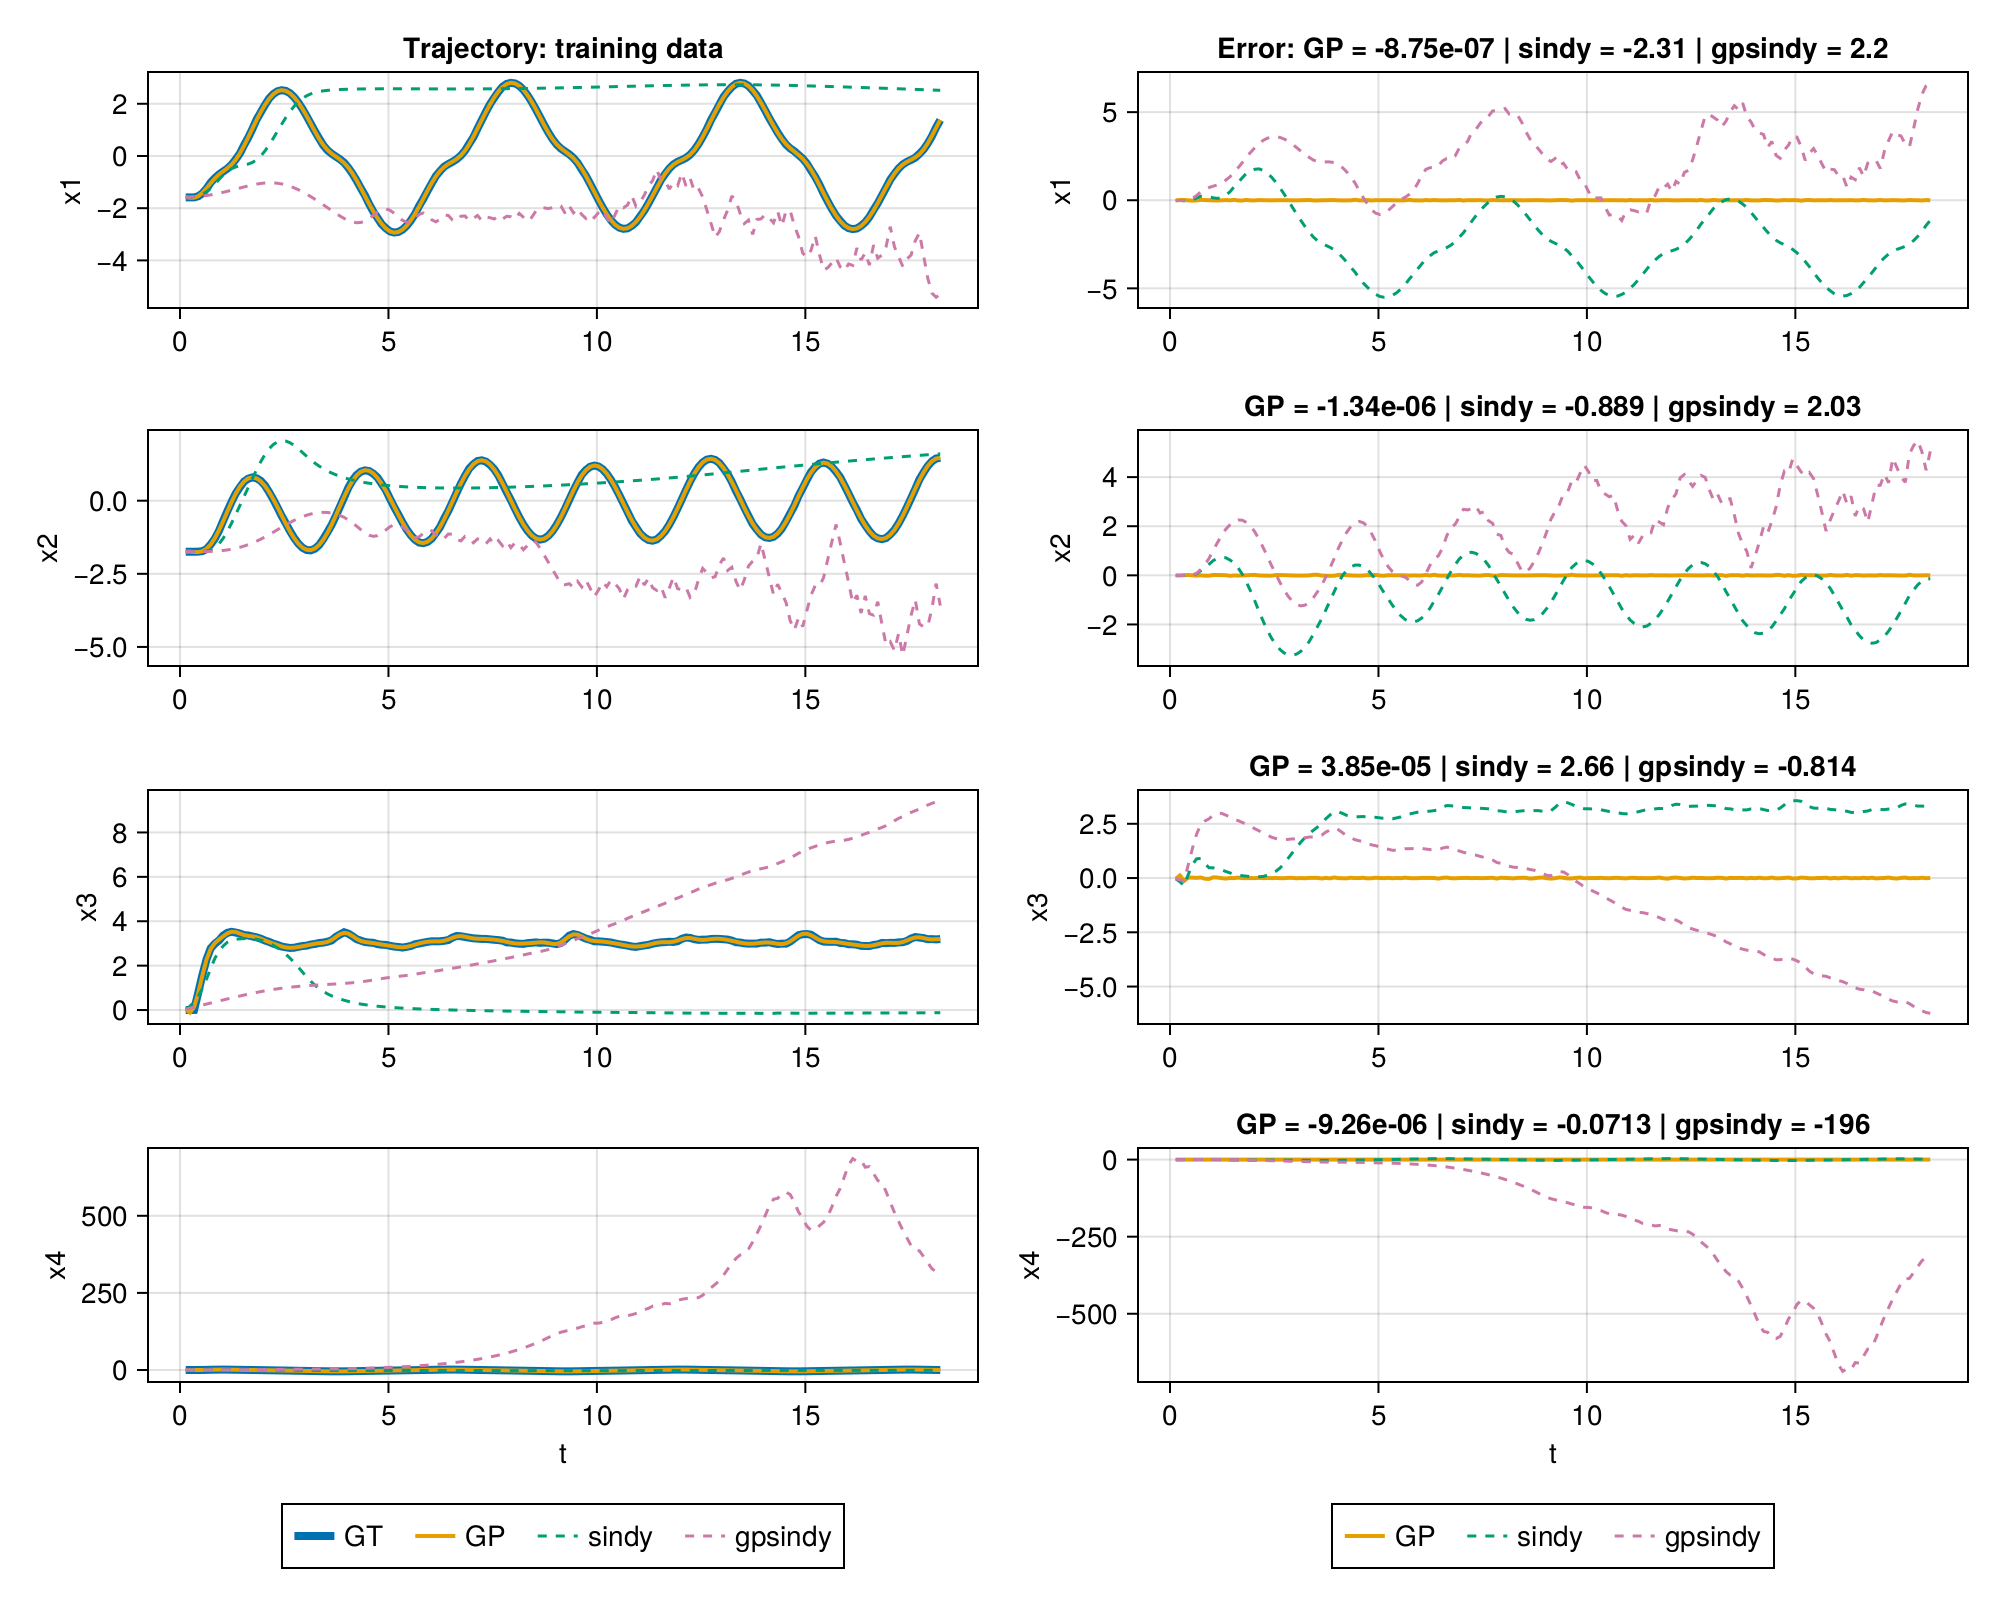 Trajectory: training data
x1
2
0
−2
−4
0 5 10 15
Error: GP = -8.75e-07 | sindy = -2.31 | gpsindy = 2.2
x1
5
0
−5
0 5 10 15
x2
0.0
−2.5
−5.0
0 5 10 15
GP = -1.34e-06 | sindy = -0.889 | gpsindy = 2.03
x2
4
2
0
−2
0 5 10 15
x3
8
6
4
2
0
0 5 10 15
GP = 3.85e-05 | sindy = 2.66 | gpsindy = -0.814
x3
2.5
0.0
−2.5
−5.0
0 5 10 15
x4
500
250
0
0 5 10 15
t
GP = -9.26e-06 | sindy = -0.0713 | gpsindy = -196
x4
0
−250
−500
0 5 10 15
t
GT GP sindy gpsindy
GP sindy gpsindy